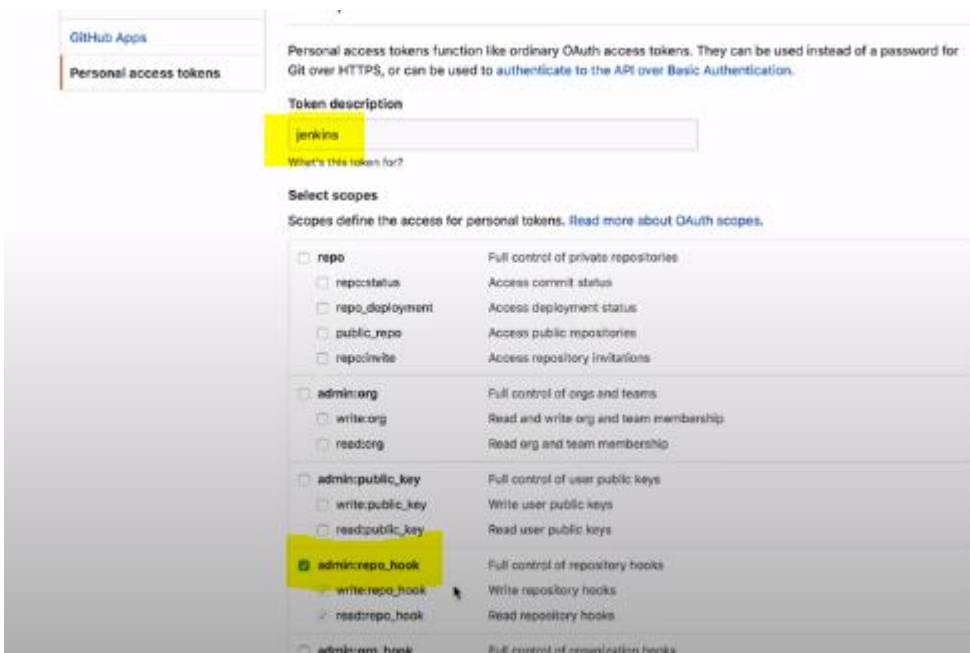 GitHub Apps
Personal access tokens
Personal access tokens function like ordinary OAuth access tokens. They can be used instead of a password for
Git over HTTPS, or can be used to authenticate to the API over Basic Authentication.
Token description
jenkins
What's this token for?
Select scopes
Scopes define the access for personal tokens. Read more about OAuth scopes.
repo Full control of private repositories
repo:status Access commit status
repo_deployment Access deployment status
public_repo Access public repositories
repo:invite Access repository invitations
admin:org Full control of orgs and teams
write:org Read and write org and team membership
read:org Read org and team membership
admin:public_key Full control of user public keys
write:public_key Write user public keys
read:public_key Read user public keys
admin:repo_hook Full control of repository hooks
write:repo_hook Write repository hooks
read:repo_hook Read repository hooks
admin:org_hook Full control of organization hooks